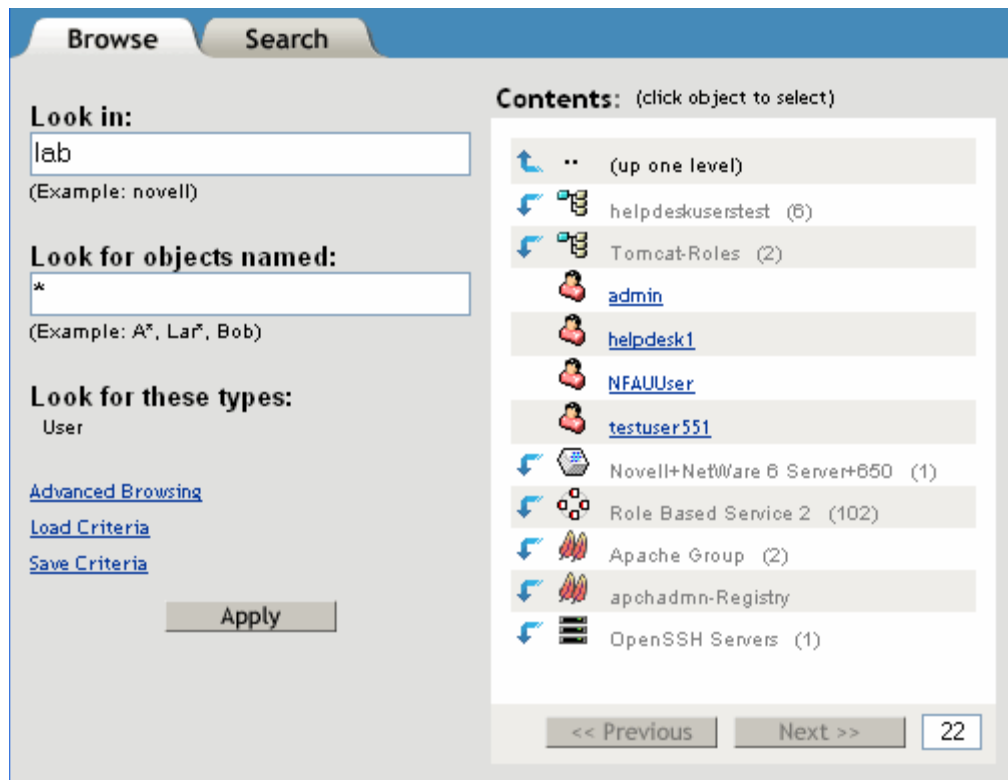 Browse
Search
Look in:
lab
(Example: novell)
Look for objects named:
*
(Example: A*, Lar*, Bob)
Look for these types:
User
Advanced Browsing
Load Criteria
Save Criteria
Apply
Contents: (click object to select)
.. (up one level)
helpdeskuserstest (6)
Tomcat-Roles (2)
admin
helpdesk1
NFAUUser
testuser551
Novell+NetWare 6 Server+650 (1)
Role Based Service 2 (102)
Apache Group (2)
apchadmn-Registry
OpenSSH Servers (1)
<< Previous
Next >>
22